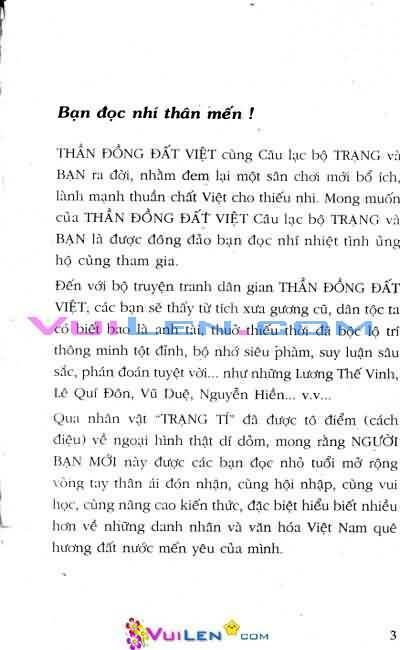 Bạn đọc nhí thân mến !
THẦN ĐỒNG ĐẤT VIỆT cùng Câu lạc bộ TRẠNG và
BẠN ra đời, nhằm đem lại một sân chơi mới bổ ích,
lành mạnh thuần chất Việt cho thiếu nhi. Mong muốn
của THẦN ĐỒNG ĐẤT VIỆT Câu lạc bộ TRẠNG và
BẠN là được đông đảo bạn đọc nhí nhiệt tình ủng
hộ cùng tham gia.
Đến với bộ truyện tranh dân gian THẦN ĐỒNG ĐẤT
VIỆT, các bạn sẽ thấy từ tích xưa gương cũ, dân tộc ta
có biết bao là anh tài, thuở thiếu thời đã bộc lộ trí
thông minh tột đỉnh, bộ nhớ siêu phàm, suy luận sâu
sắc, phán đoán tuyệt vời... như những Lương Thế Vinh,
Lê Quí Đôn, Vũ Duệ, Nguyễn Hiền... v.v...
Qua nhân vật "TRẠNG TÍ" đã được tô điểm (cách
điệu) về ngoại hình thật dí dỏm, mong rằng NGƯỜI
BẠN MỚI này được các bạn đọc nhỏ tuổi mở rộng
vòng tay thân ái đón nhận, cùng hội nhập, cùng vui
học, cùng nâng cao kiến thức, đặc biệt hiểu biết nhiều
hơn về những danh nhân và văn hóa Việt Nam quê
hương đất nước mến yêu của mình.
VUILEN.COM
VUILEN.COM
3